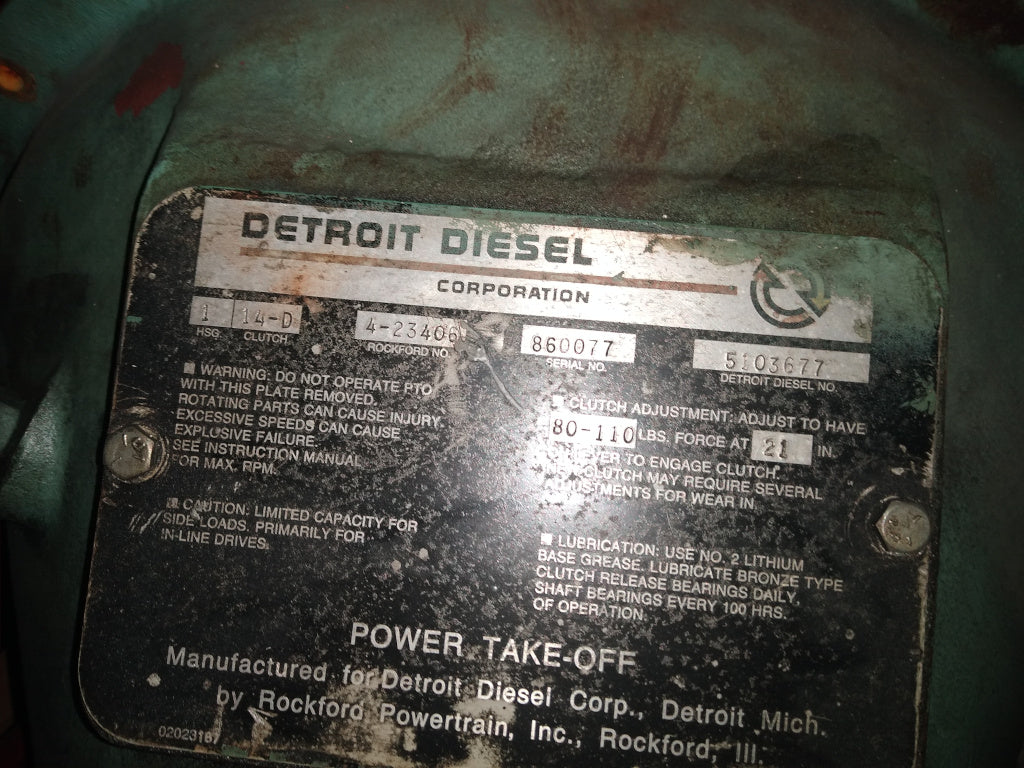 DETROIT DIESEL
CORPORATION
1 14-D 4-23406 860077 5103677
HSG. CLUTCH ROCKFORD NO. SERIAL NO. DETROIT DIESEL NO.
■ WARNING: DO NOT OPERATE PTO
WITH THIS PLATE REMOVED.
ROTATING PARTS CAN CAUSE INJURY
EXCESSIVE SPEEDS CAN CAUSE
EXPLOSIVE FAILURE.
SEE INSTRUCTION MANUAL
FOR MAX. RPM.
■ CAUTION: LIMITED CAPACITY FOR
SIDE LOADS. PRIMARILY FOR
IN-LINE DRIVES.
■ CLUTCH ADJUSTMENT: ADJUST TO HAVE
80-110 LBS. FORCE AT 21 IN.
TO ENGAGE CLUTCH.
CLUTCH MAY REQUIRE SEVERAL
ADJUSTMENTS FOR WEAR IN.
■ LUBRICATION: USE NO. 2 LITHIUM
BASE GREASE. LUBRICATE BRONZE TYPE
CLUTCH RELEASE BEARINGS DAILY,
SHAFT BEARINGS EVERY 100 HRS.
OF OPERATION.
POWER TAKE-OFF
Manufactured for Detroit Diesel Corp., Detroit Mich.
by Rockford Powertrain, Inc., Rockford, Ill.